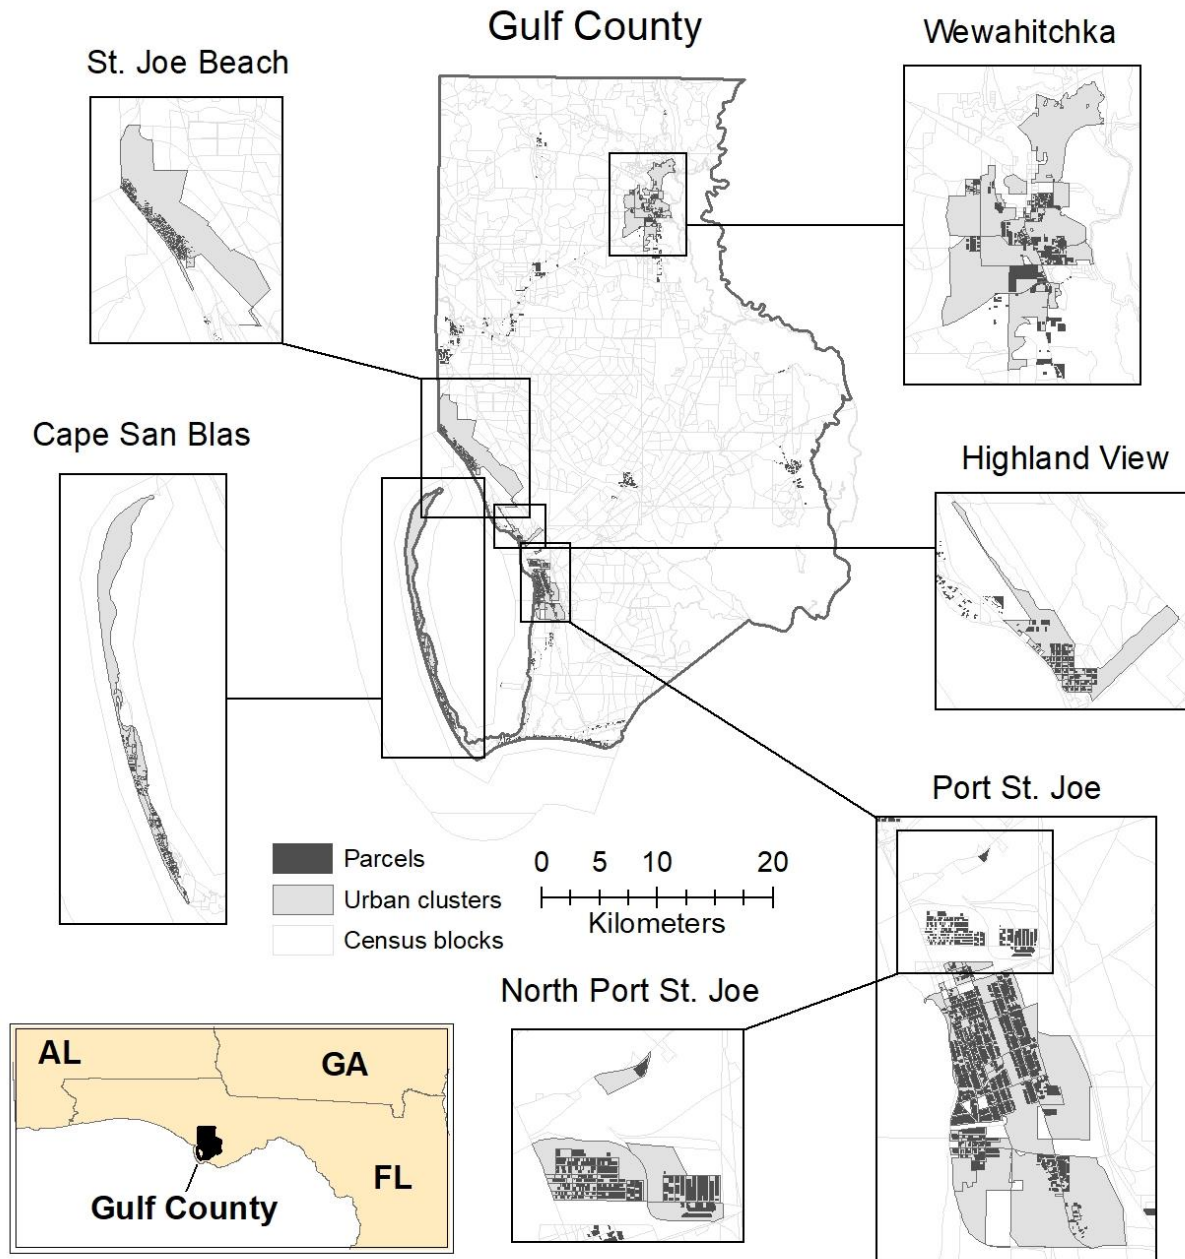 Gulf County
Wewahitchka
St. Joe Beach
Cape San Blas
Highland View
Port St. Joe
Parcels
Urban clusters
Census blocks
0 5 10 20
Kilometers
North Port St. Joe
AL
GA
FL
Gulf County